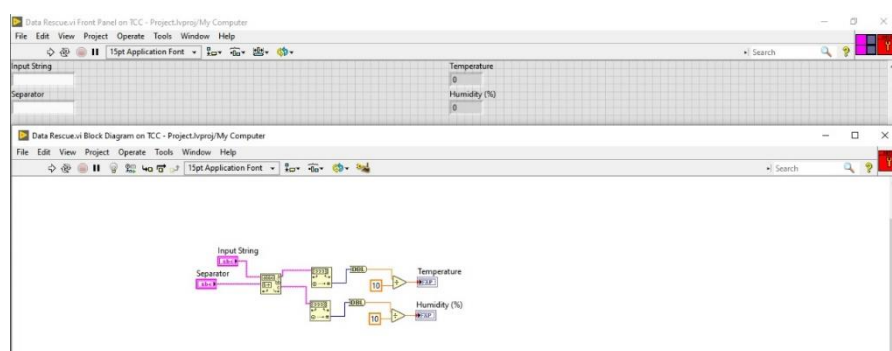 Data Rescue.vi Front Panel on TCC - Project.lvproj/My Computer
File Edit View Project Operate Tools Window Help
15pt Application Font
Search
Input String
Temperature
0
Separator
Humidity (%)
0
Data Rescue.vi Block Diagram on TCC - Project.lvproj/My Computer
File Edit View Project Operate Tools Window Help
15pt Application Font
Search
Input String
abc
Separator
abc
DBL
Temperature
10
DBL
Humidity (%)
10